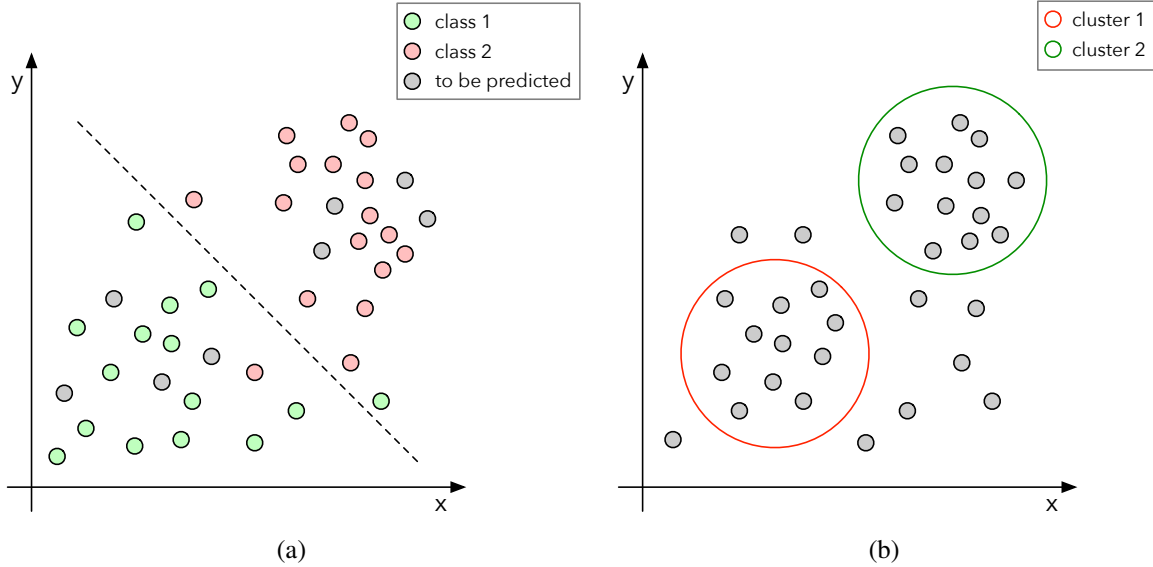 class 1
class 2
to be predicted
y
x
(a)
cluster 1
cluster 2
y
x
(b)